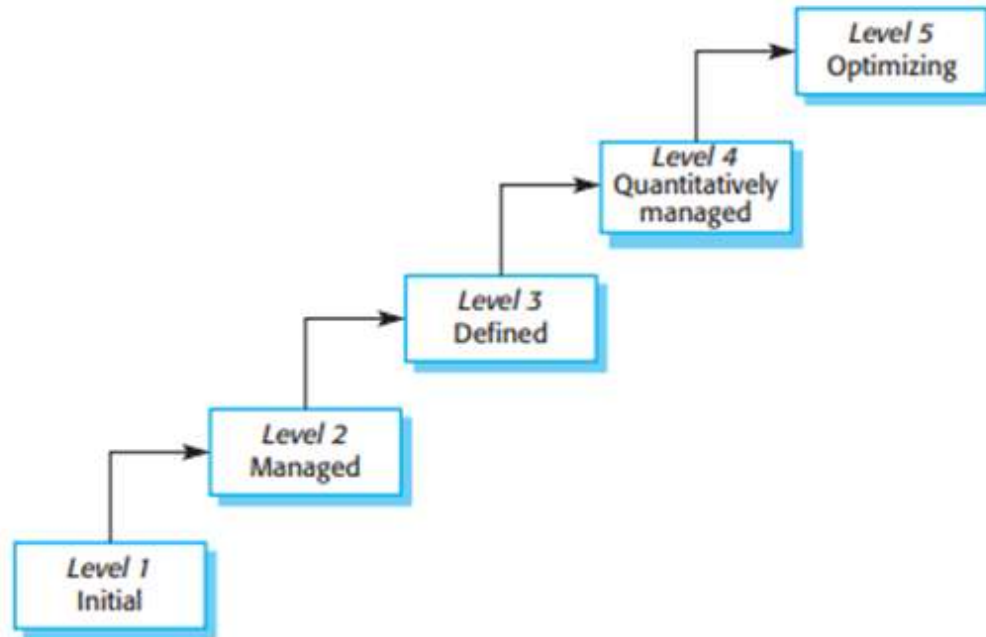 Level 5
Optimizing
Level 4
Quantitatively
managed
Level 3
Defined
Level 2
Managed
Level 1
Initial